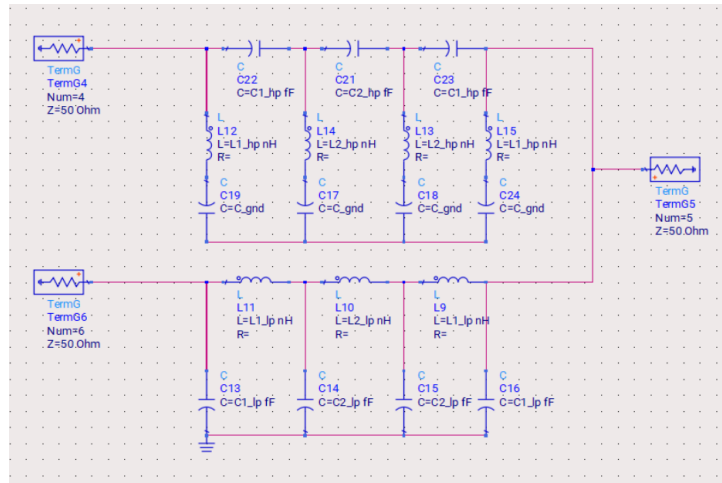 C
C22
C=C1_hp fF
C
C21
C=C2_hp fF
C
C23
C=C1_hp fF
TermG
TermG4
Num=4
Z=50 Ohm
L
L12
L=L1_hp nH
R=
L
L14
L=L2_hp nH
R=
L
L13
L=L2_hp nH
R=
L
L15
L=L1_hp nH
R=
C
C19
C=C_gnd
C
C17
C=C_gnd
C
C18
C=C_gnd
C
C24
C=C_gnd
TermG
TermG5
Num=5
Z=50 Ohm
TermG
TermG6
Num=6
Z=50 Ohm
L
L11
L=L1_lp nH
R=
L
L10
L=L2_lp nH
R=
L
L9
L=L1_lp nH
R=
C
C13
C=C1_lp fF
C
C14
C=C2_lp fF
C
C15
C=C2_lp fF
C
C16
C=C1_lp fF